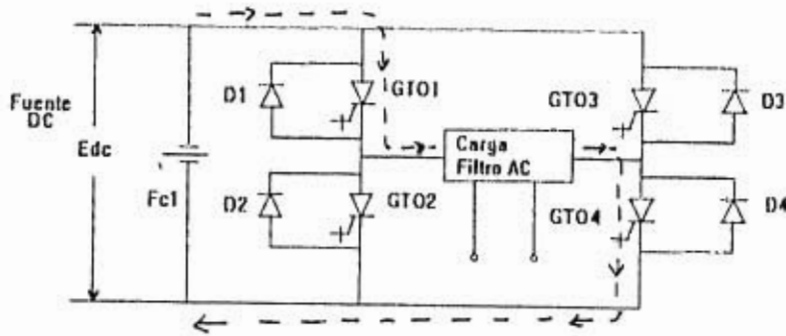 Fuente
DC
Edc
Fc1
D1
GTO1
D2
GTO2
Carga
Filtro AC
GTO3
D3
GTO4
D4